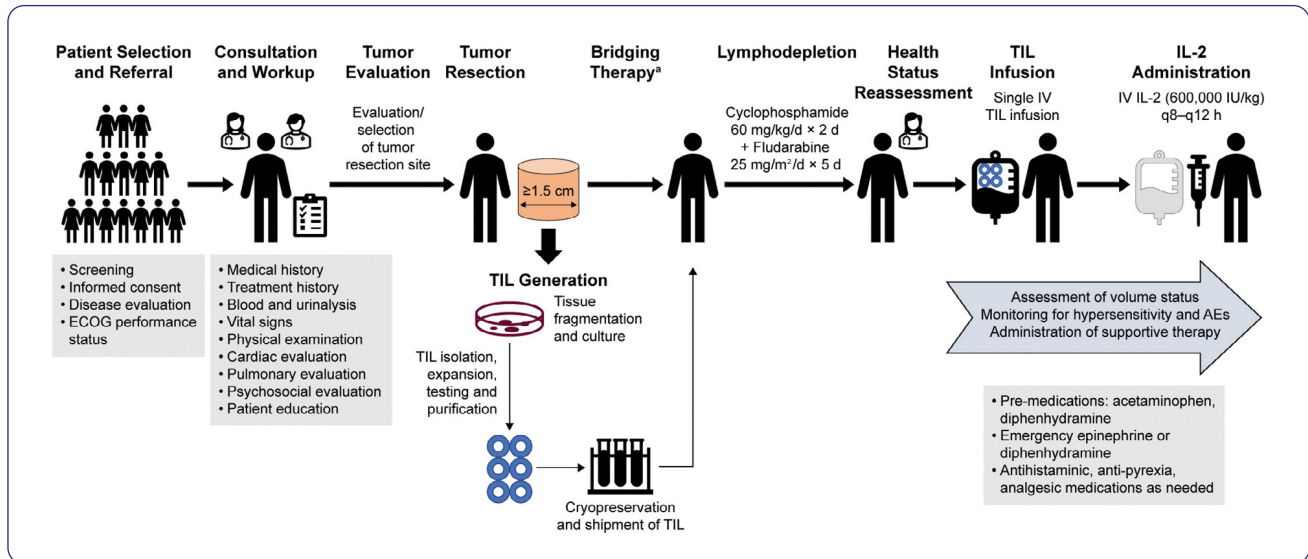 Patient Selection
and Referral
Consultation
and Workup
Tumor
Evaluation
Tumor
Resection
Bridging
Therapyᵃ
Lymphodepletion
Health
Status
Reassessment
TIL
Infusion
IL-2
Administration
Evaluation/
selection
of tumor
resection site
Cyclophosphamide
60 mg/kg/d × 2 d
+ Fludarabine
25 mg/m²/d × 5 d
Single IV
TIL infusion
IV IL-2 (600,000 IU/kg)
q8–q12 h
≥1.5 cm
• Screening
• Informed consent
• Disease evaluation
• ECOG performance
status
• Medical history
• Treatment history
• Blood and urinalysis
• Vital signs
• Physical examination
• Cardiac evaluation
• Pulmonary evaluation
• Psychosocial evaluation
• Patient education
TIL Generation
Tissue
fragmentation
and culture
TIL isolation,
expansion,
testing and
purification
Cryopreservation
and shipment of TIL
Assessment of volume status
Monitoring for hypersensitivity and AEs
Administration of supportive therapy
• Pre-medications: acetaminophen,
diphenhydramine
• Emergency epinephrine or
diphenhydramine
• Antihistaminic, anti-pyrexia,
analgesic medications as needed